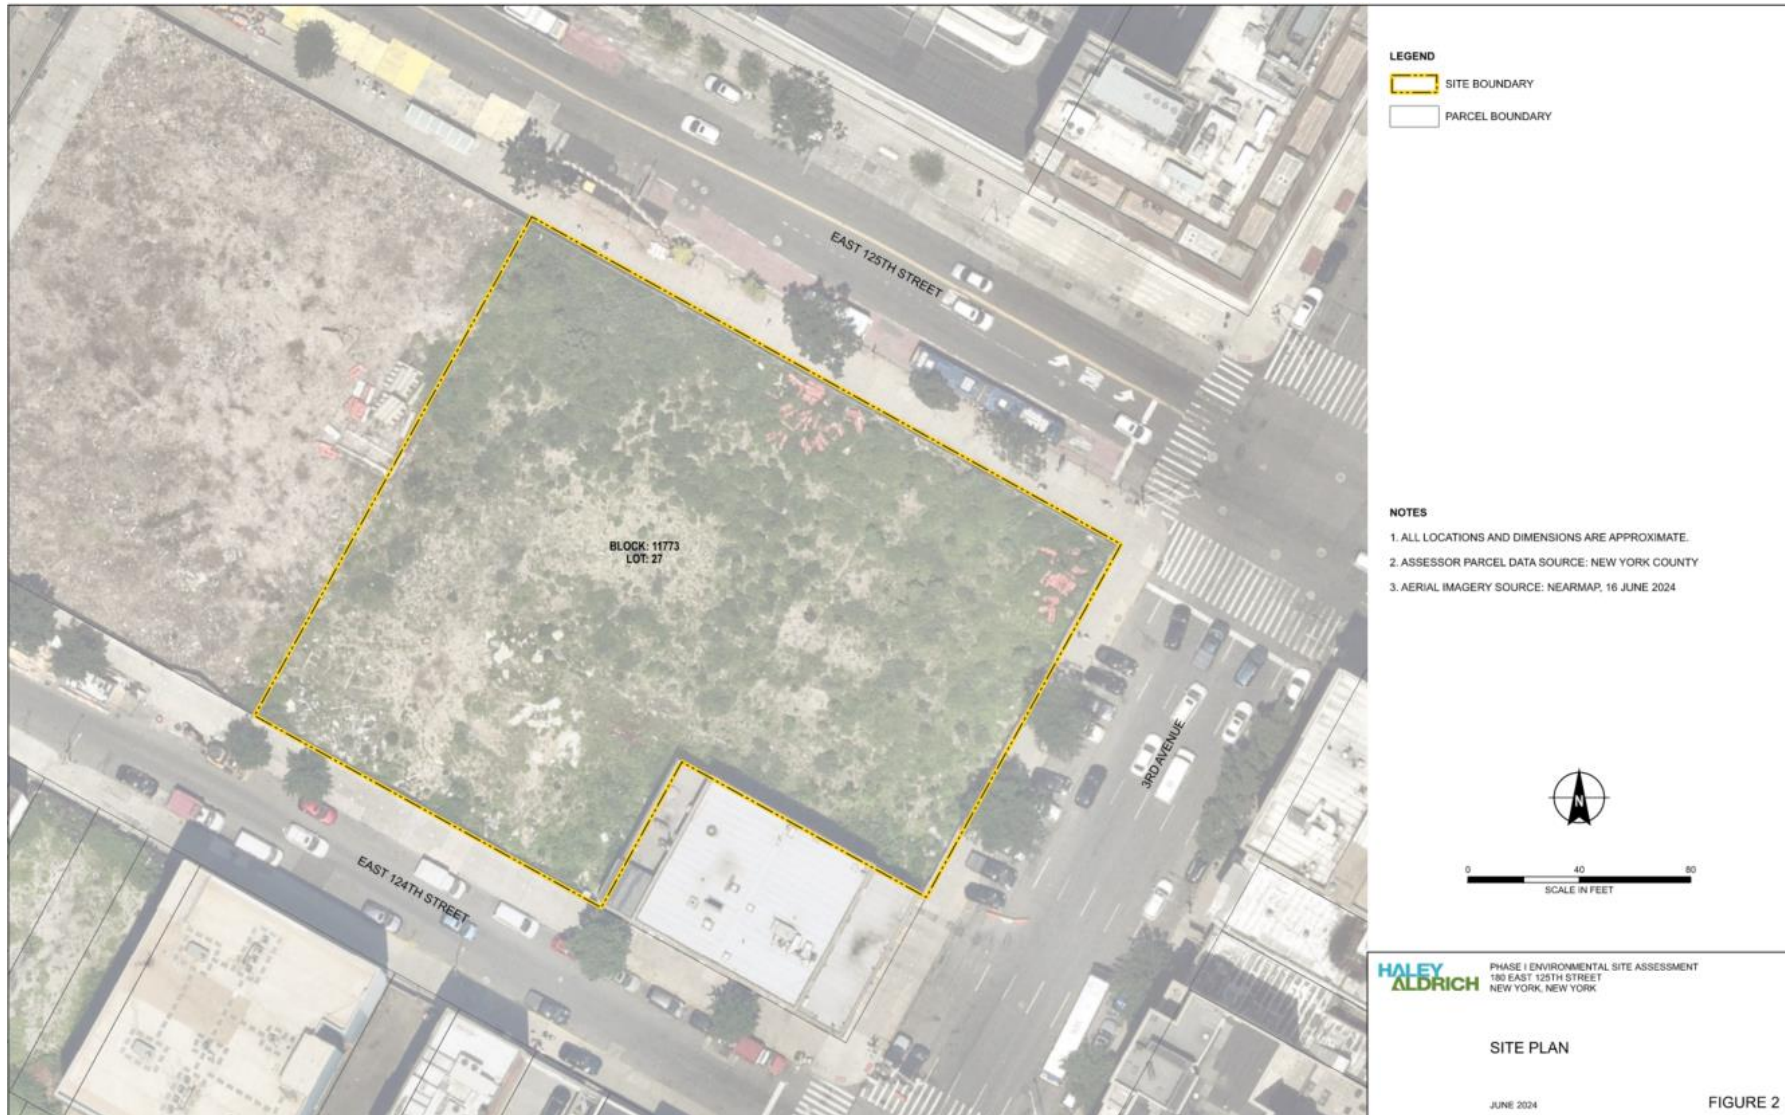 LEGEND
SITE BOUNDARY
PARCEL BOUNDARY
EAST 125TH STREET
BLOCK: 11773
LOT: 27
3RD AVENUE
EAST 124TH STREET
NOTES
1. ALL LOCATIONS AND DIMENSIONS ARE APPROXIMATE.
2. ASSESSOR PARCEL DATA SOURCE: NEW YORK COUNTY
3. AERIAL IMAGERY SOURCE: NEARMAP, 16 JUNE 2024
N
0 40 80
SCALE IN FEET
HALEY
ALDRICH
PHASE I ENVIRONMENTAL SITE ASSESSMENT
180 EAST 125TH STREET
NEW YORK, NEW YORK
SITE PLAN
JUNE 2024
FIGURE 2